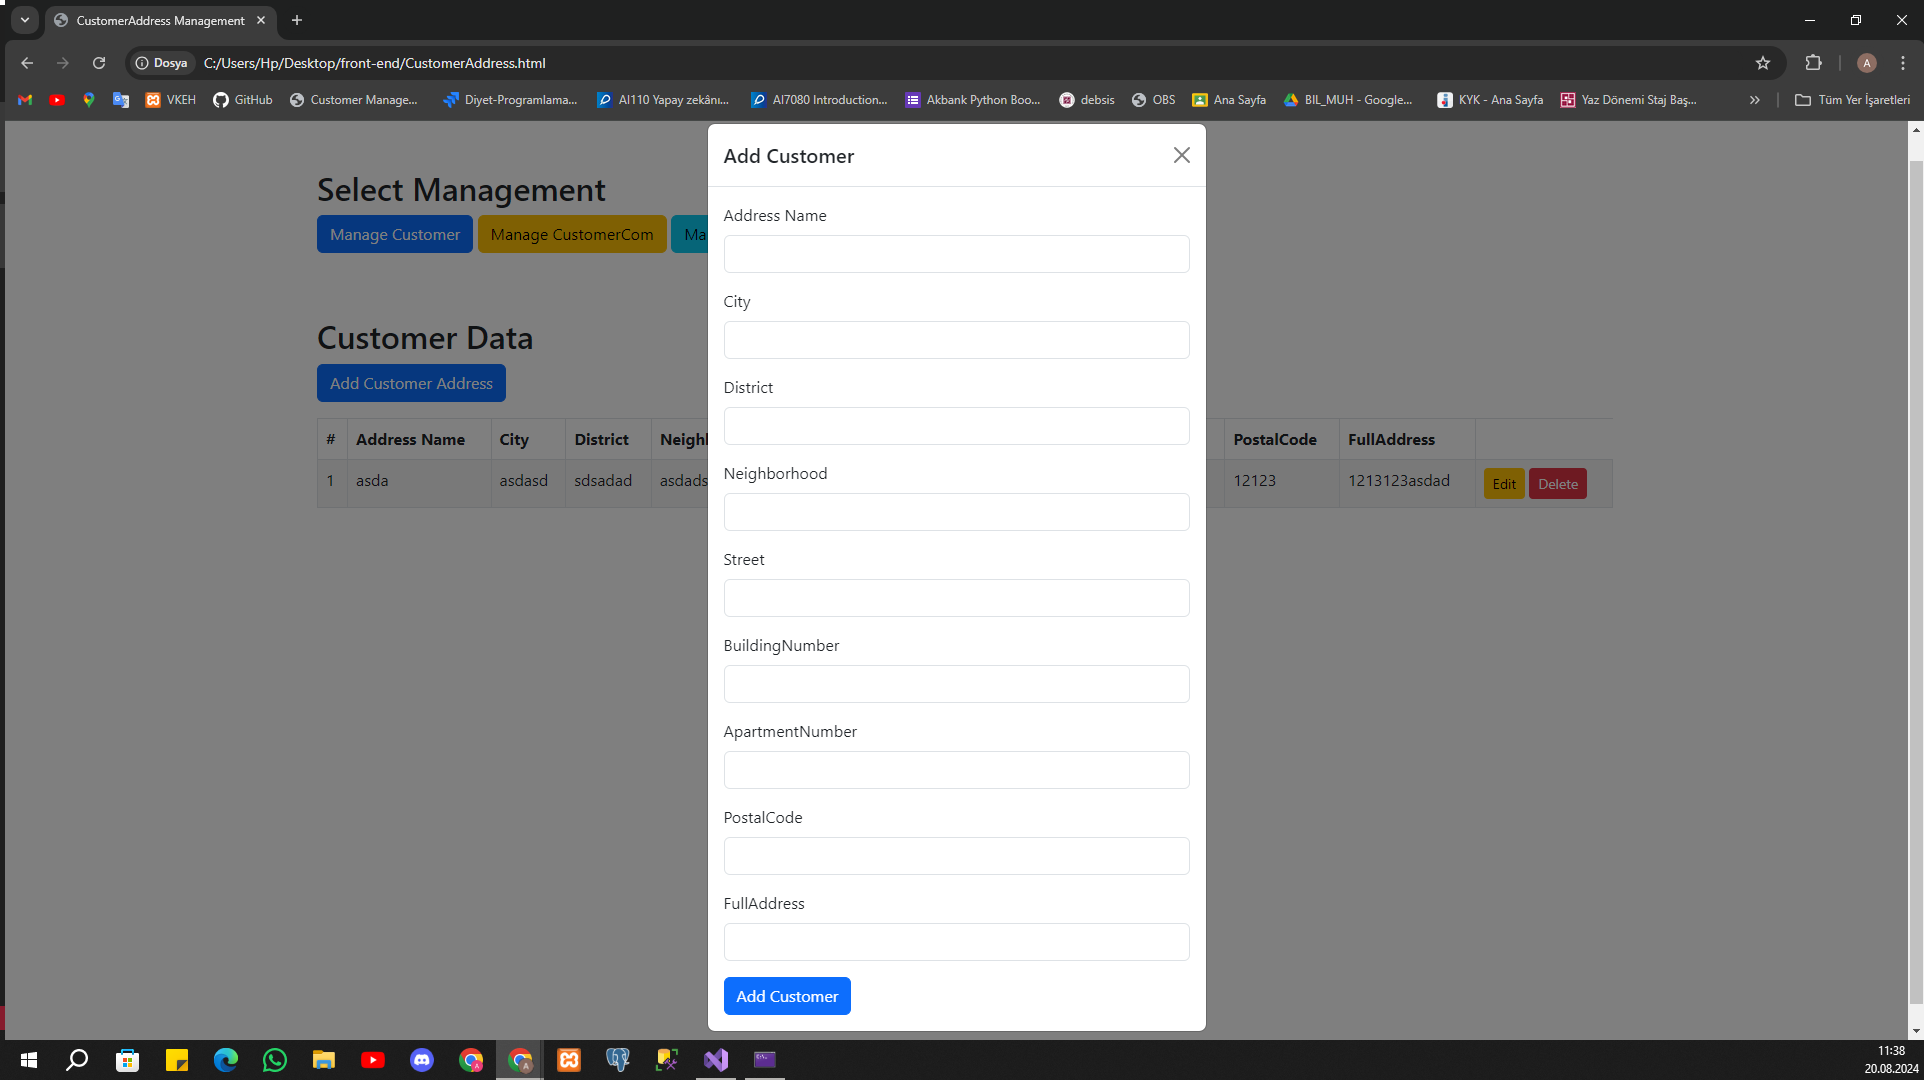 CustomerAddress Management
Dosya
C:/Users/Hp/Desktop/front-end/CustomerAddress.html
A
VKEH
GitHub
Customer Manage...
Diyet-Programlama...
AI110 Yapay zekânı...
AI7080 Introduction...
Akbank Python Boo...
debsis
OBS
Ana Sayfa
BIL_MUH - Google...
KYK - Ana Sayfa
Yaz Dönemi Staj Baş...
Tüm Yer İşaretleri
Select Management
Manage Customer
Manage CustomerCom
Ma
Customer Data
Add Customer Address
# Address Name City District Neighl PostalCode FullAddress
1 asda asdasd sdsadad asdads 12123 1213123asdad Edit Delete
Add Customer
Address Name
City
District
Neighborhood
Street
BuildingNumber
ApartmentNumber
PostalCode
FullAddress
Add Customer
11:38
20.08.2024